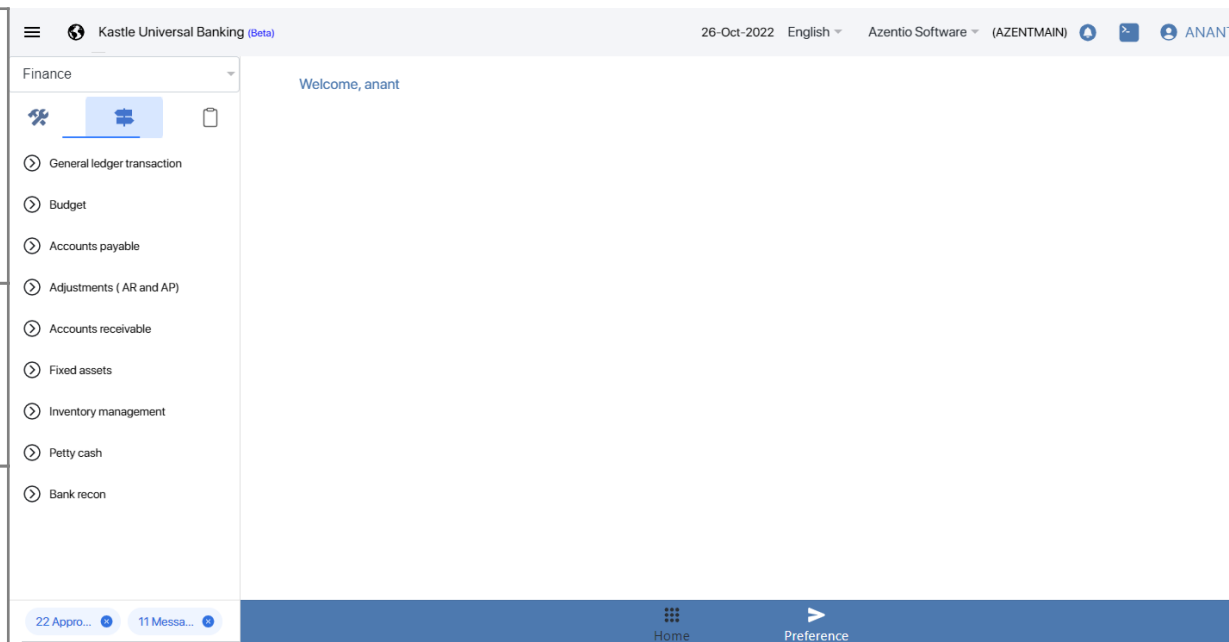 Kastle Universal Banking (Beta) 26-Oct-2022 English Azentio Software (AZENTMAIN) ANANT
Finance
Welcome, anant
General ledger transaction
Budget
Accounts payable
Adjustments ( AR and AP)
Accounts receivable
Fixed assets
Inventory management
Petty cash
Bank recon
22 Appro... 11 Messa...
Home Preference